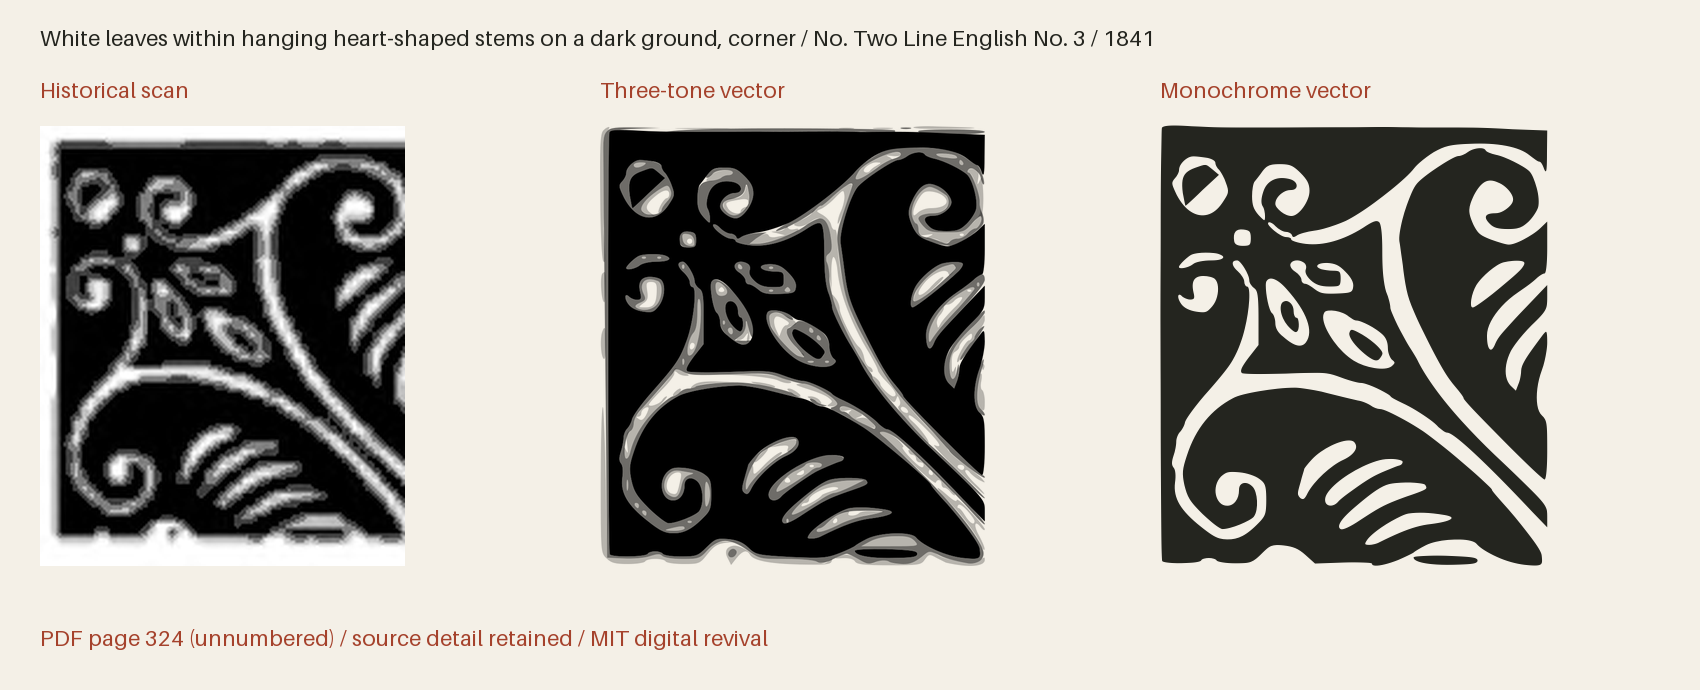 White leaves within hanging heart-shaped stems on a dark ground, corner / No. Two Line English No. 3 / 1841
Historical scan
Three-tone vector
Monochrome vector
PDF page 324 (unnumbered) / source detail retained / MIT digital revival